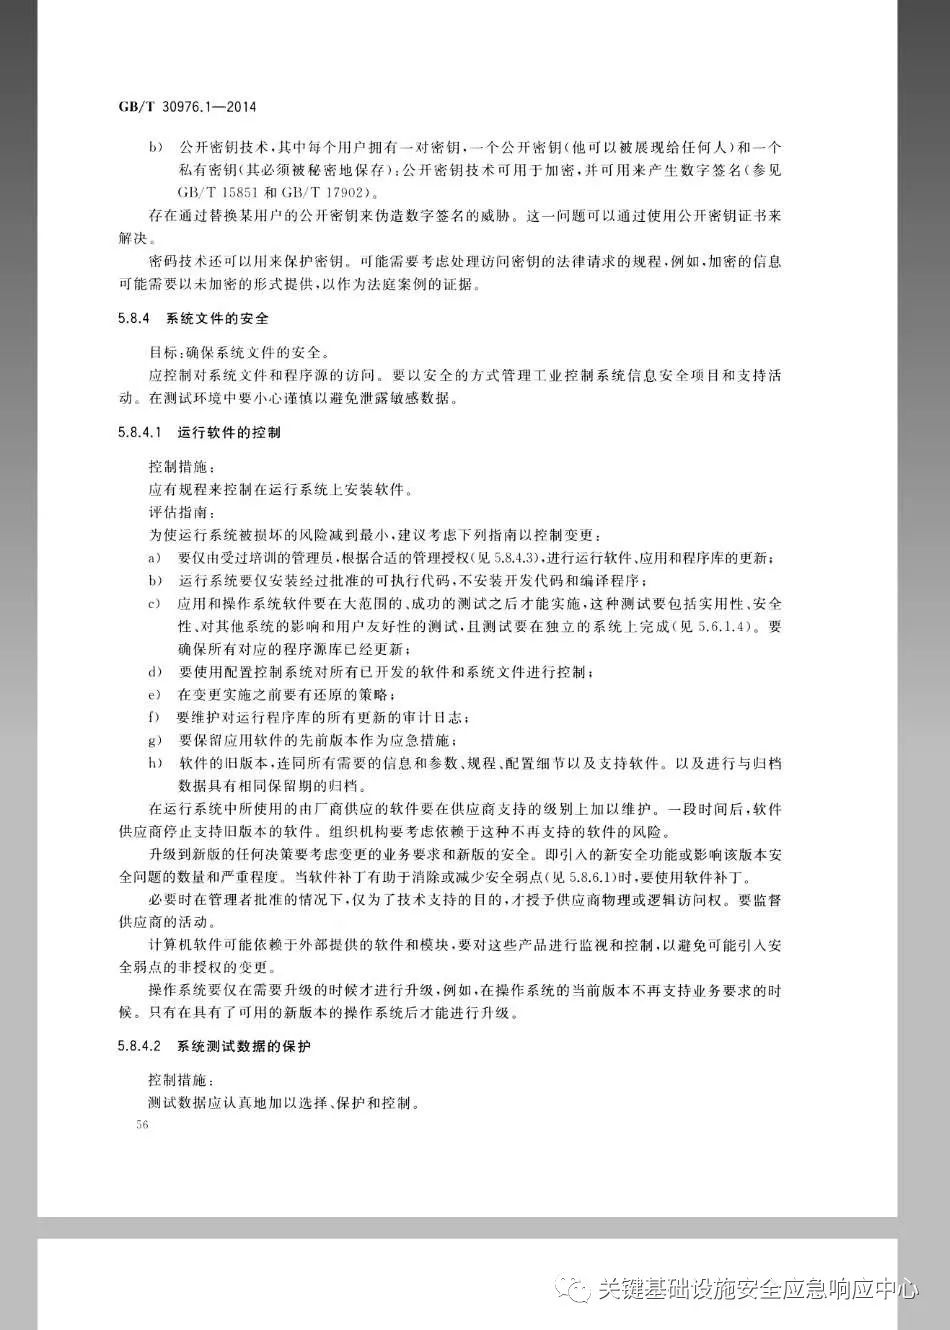 GB/T 30976.1—2014
b) 公开密钥技术,其中每个用户拥有一对密钥,一个公开密钥(他可以被展现给任何人)和一个
私有密钥(其必须被秘密地保存);公开密钥技术可用于加密,并可用来产生数字签名(参见
GB/T 15851 和 GB/T 17902)。
存在通过替换某用户的公开密钥来伪造数字签名的威胁。这一问题可以通过使用公开密钥证书来
解决。
密码技术还可以用来保护密钥。可能需要考虑处理访问密钥的法律请求的规程,例如,加密的信息
可能需要以未加密的形式提供,以作为法庭案例的证据。
5.8.4 系统文件的安全
目标:确保系统文件的安全。
应控制对系统文件和程序源的访问。要以安全的方式管理工业控制系统信息安全项目和支持活
动。在测试环境中要小心谨慎以避免泄露敏感数据。
5.8.4.1 运行软件的控制
控制措施:
应有规程来控制在运行系统上安装软件。
评估指南:
为使运行系统被损坏的风险减到最小,建议考虑下列指南以控制变更:
a) 要仅由受过培训的管理员,根据合适的管理授权(见 5.8.4.3),进行运行软件、应用和程序库的更新;
b) 运行系统要仅安装经过批准的可执行代码,不安装开发代码和编译程序;
c) 应用和操作系统软件要在大范围的、成功的测试之后才能实施,这种测试要包括实用性、安全
性、对其他系统的影响和用户友好性的测试,且测试要在独立的系统上完成(见 5.6.1.4)。要
确保所有对应的程序源库已经更新;
d) 要使用配置控制系统对所有已开发的软件和系统文件进行控制;
e) 在变更实施之前要有还原的策略;
f) 要维护对运行程序库的所有更新的审计日志;
g) 要保留应用软件的先前版本作为应急措施;
h) 软件的旧版本,连同所有需要的信息和参数、规程、配置细节以及支持软件。以及进行与归档
数据具有相同保留期的归档。
在运行系统中所使用的由厂商供应的软件要在供应商支持的级别上加以维护。一段时间后,软件
供应商停止支持旧版本的软件。组织机构要考虑依赖于这种不再支持的软件的风险。
升级到新版的任何决策要考虑变更的业务要求和新版的安全。即引入的新安全功能或影响该版本安
全问题的数量和严重程度。当软件补丁有助于消除或减少安全弱点(见 5.8.6.1)时,要使用软件补丁。
必要时在管理者批准的情况下,仅为了技术支持的目的,才授予供应商物理或逻辑访问权。要监督
供应商的活动。
计算机软件可能依赖于外部提供的软件和模块,要对这些产品进行监视和控制,以避免可能引入安
全弱点的非授权的变更。
操作系统要仅在需要升级的时候才进行升级,例如,在操作系统的当前版本不再支持业务要求的时
候。只有在具有了可用的新版本的操作系统后才能进行升级。
5.8.4.2 系统测试数据的保护
控制措施:
测试数据应认真地加以选择、保护和控制。
56
关键基础设施安全应急响应中心